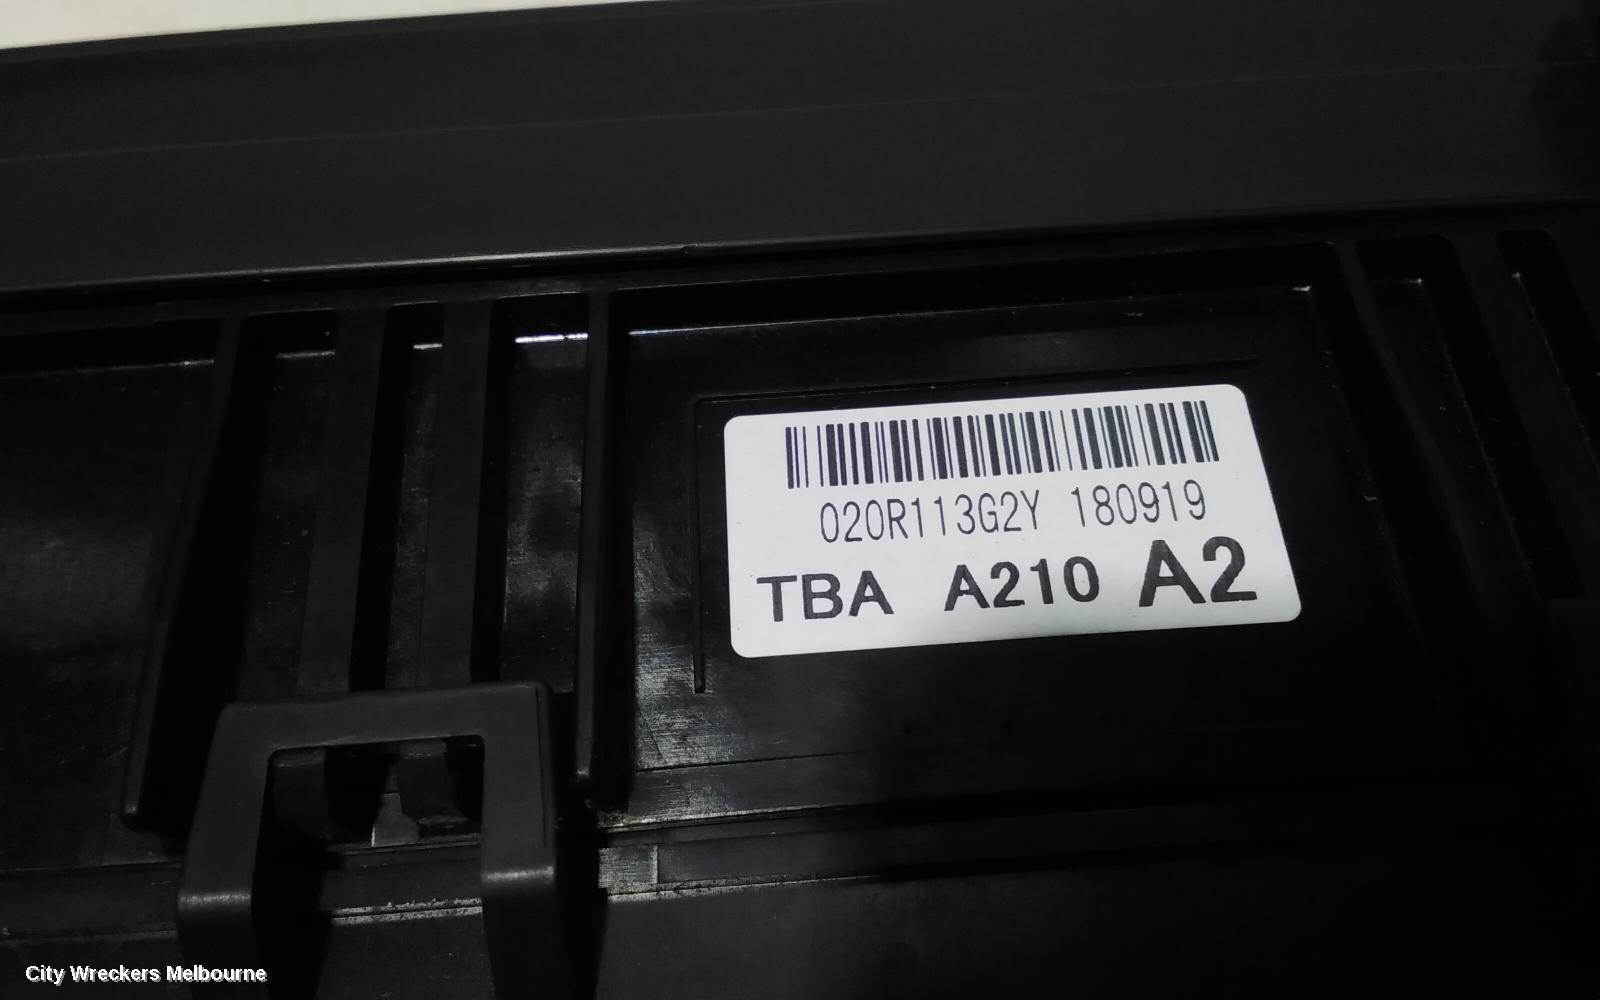 020R113G2Y 180919
TBA A210 A2
City Wreckers Melbourne